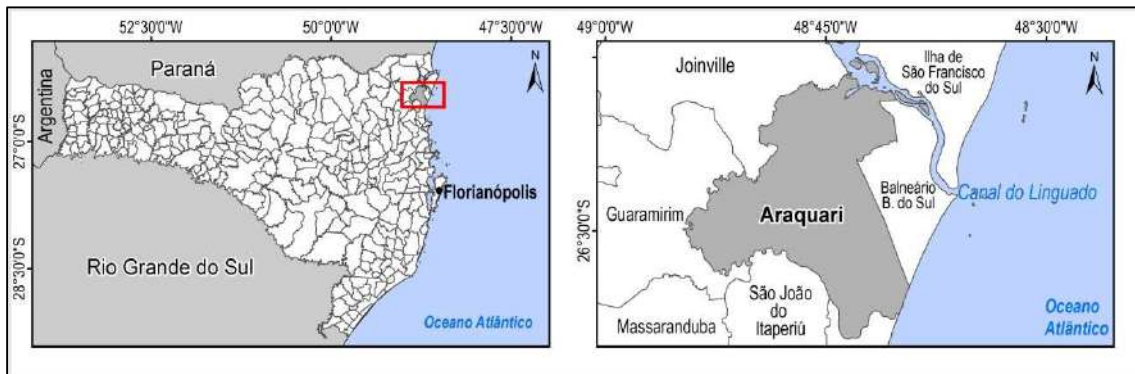 52°30'0"W
50°0'0"W
47°30'0"W
N
Paraná
Argentina
27°0'0"S
Florianópolis
Rio Grande do Sul
28°30'0"S
Oceano Atlântico
49°0'0"W
48°45'0"W
48°30'0"W
N
Joinville
Ilha de
São Francisco
do Sul
Balneário
B. do Sul
Canal do Linguado
Guaramirim
Araquari
26°30'0"S
São João
do
Itaperiú
Massaranduba
Oceano
Atlântico